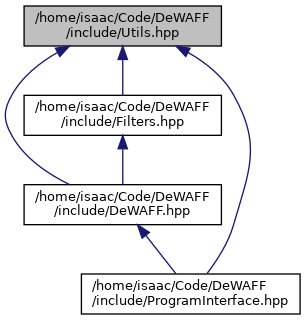 /home/isaac/Code/DeWAFF
/include/Utils.hpp
/home/isaac/Code/DeWAFF
/include/Filters.hpp
/home/isaac/Code/DeWAFF
/include/DeWAFF.hpp
/home/isaac/Code/DeWAFF
/include/ProgramInterface.hpp